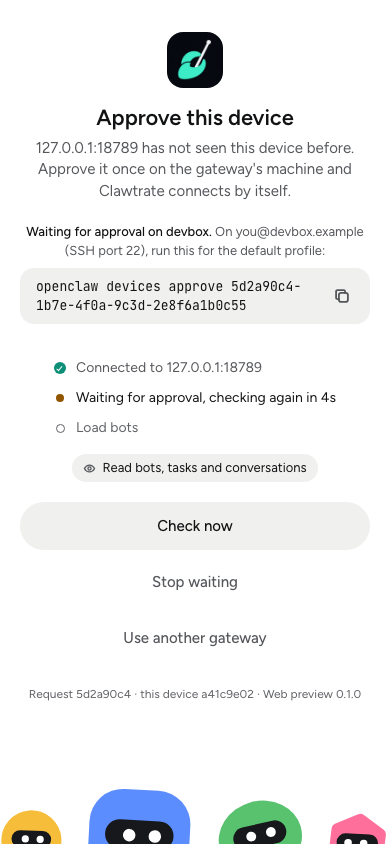 Approve this device
127.0.0.1:18789 has not seen this device before.
Approve it once on the gateway's machine and
Clawtrate connects by itself.
Waiting for approval on devbox. On you@devbox.example
(SSH port 22), run this for the default profile:
openclaw devices approve 5d2a90c4-
1b7e-4f0a-9c3d-2e8f6a1b0c55
Connected to 127.0.0.1:18789
Waiting for approval, checking again in 4s
Load bots
Read bots, tasks and conversations
Check now
Stop waiting
Use another gateway
Request 5d2a90c4 · this device a41c9e02 · Web preview 0.1.0